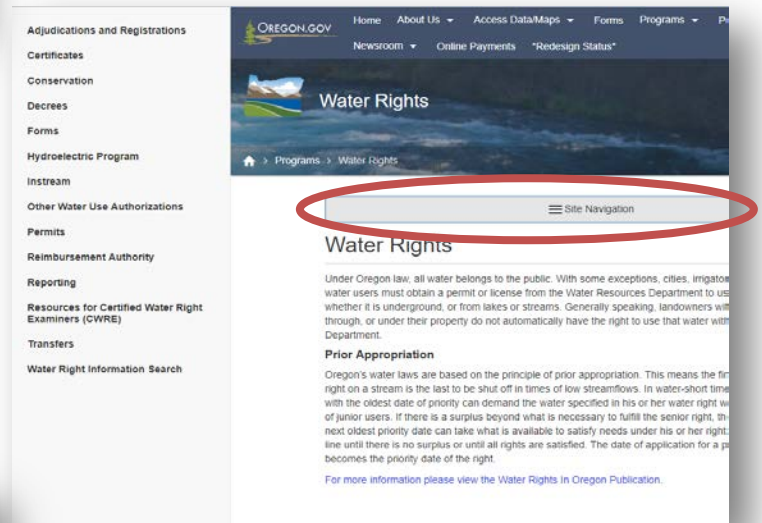 Adjudications and Registrations
Certificates
Conservation
Decrees
Forms
Hydroelectric Program
Instream
Other Water Use Authorizations
Permits
Reimbursement Authority
Reporting
Resources for Certified Water Right
Examiners (CWRE)
Transfers
Water Right Information Search
OREGON.GOV
Home About Us Access Data/Maps Forms Programs
Newsroom Online Payments *Redesign Status*
Water Rights
> Programs > Water Rights
Site Navigation
Water Rights
Under Oregon law, all water belongs to the public. With some exceptions, cities, irrigators
water users must obtain a permit or license from the Water Resources Department to
whether it is underground, or from lakes or streams. Generally speaking, landowners
through, or under their property do not automatically have the right to use that water
Department.
Prior Appropriation
Oregon's water laws are based on the principle of prior appropriation. This means the
right on a stream is the last to be shut off in times of low streamflows. In water-short
with the oldest date of priority can demand the water specified in his or her water right
of junior users. If there is a surplus beyond what is necessary to fulfill the senior right,
next oldest priority date can take what is available to satisfy needs under his or her right
line until there is no surplus or until all rights are satisfied. The date of application for a
becomes the priority date of the right.
For more information please view the Water Rights in Oregon Publication.